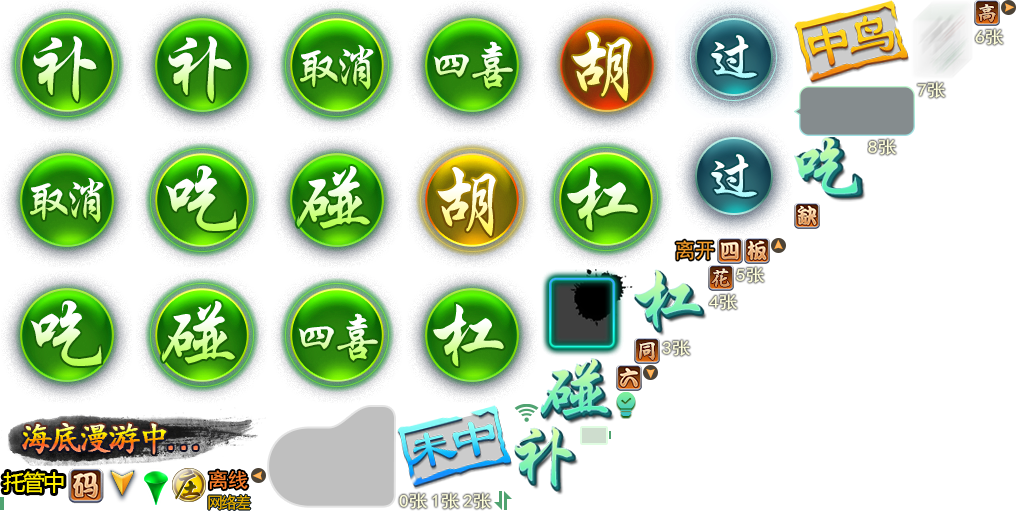 补 补 取消 四喜 胡 过 中鸟 高
6张
7张
8张
取消 吃 碰 胡 杠 过 吃
缺
离开 四 板
花 5张
杠 4张
吃 碰 四喜 杠
同 3张
六
碰
海底漫游中...
未中
补
托管中 码 庄 离线
网络差
0张 1张 2张